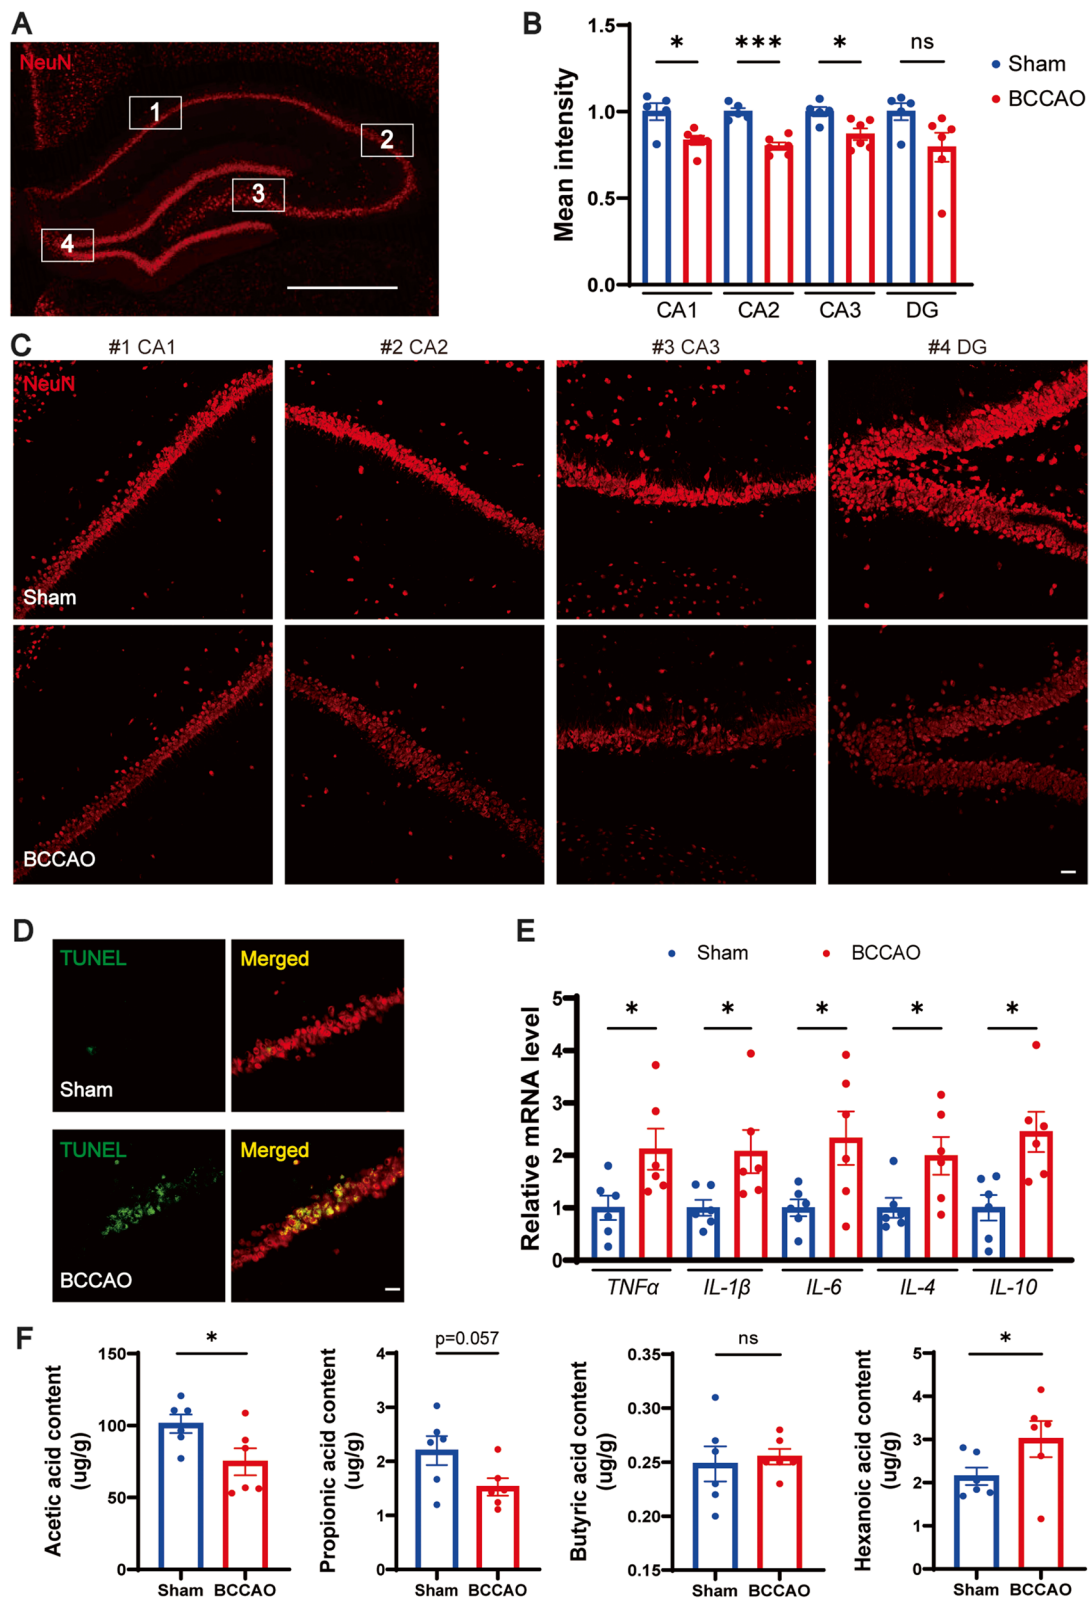 A
NeuN
1
2
3
4
B
Mean intensity
1.5
1.0
0.5
0.0
*
***
*
ns
CA1
CA2
CA3
DG
Sham
BCCAO
C
#1 CA1
#2 CA2
#3 CA3
#4 DG
NeuN
Sham
BCCAO
D
TUNEL
Merged
Sham
TUNEL
Merged
BCCAO
E
Sham
BCCAO
Relative mRNA level
5
4
3
2
1
0
*
*
*
*
*
TNFα
IL-1β
IL-6
IL-4
IL-10
F
Acetic acid content
(ug/g)
150
100
50
0
*
Sham
BCCAO
Propionic acid content
(ug/g)
4
3
2
1
0
p=0.057
Sham
BCCAO
Butyric acid content
(ug/g)
0.35
0.30
0.25
0.20
0.15
ns
Sham
BCCAO
Hexanoic acid content
(ug/g)
5
4
3
2
1
0
*
Sham
BCCAO